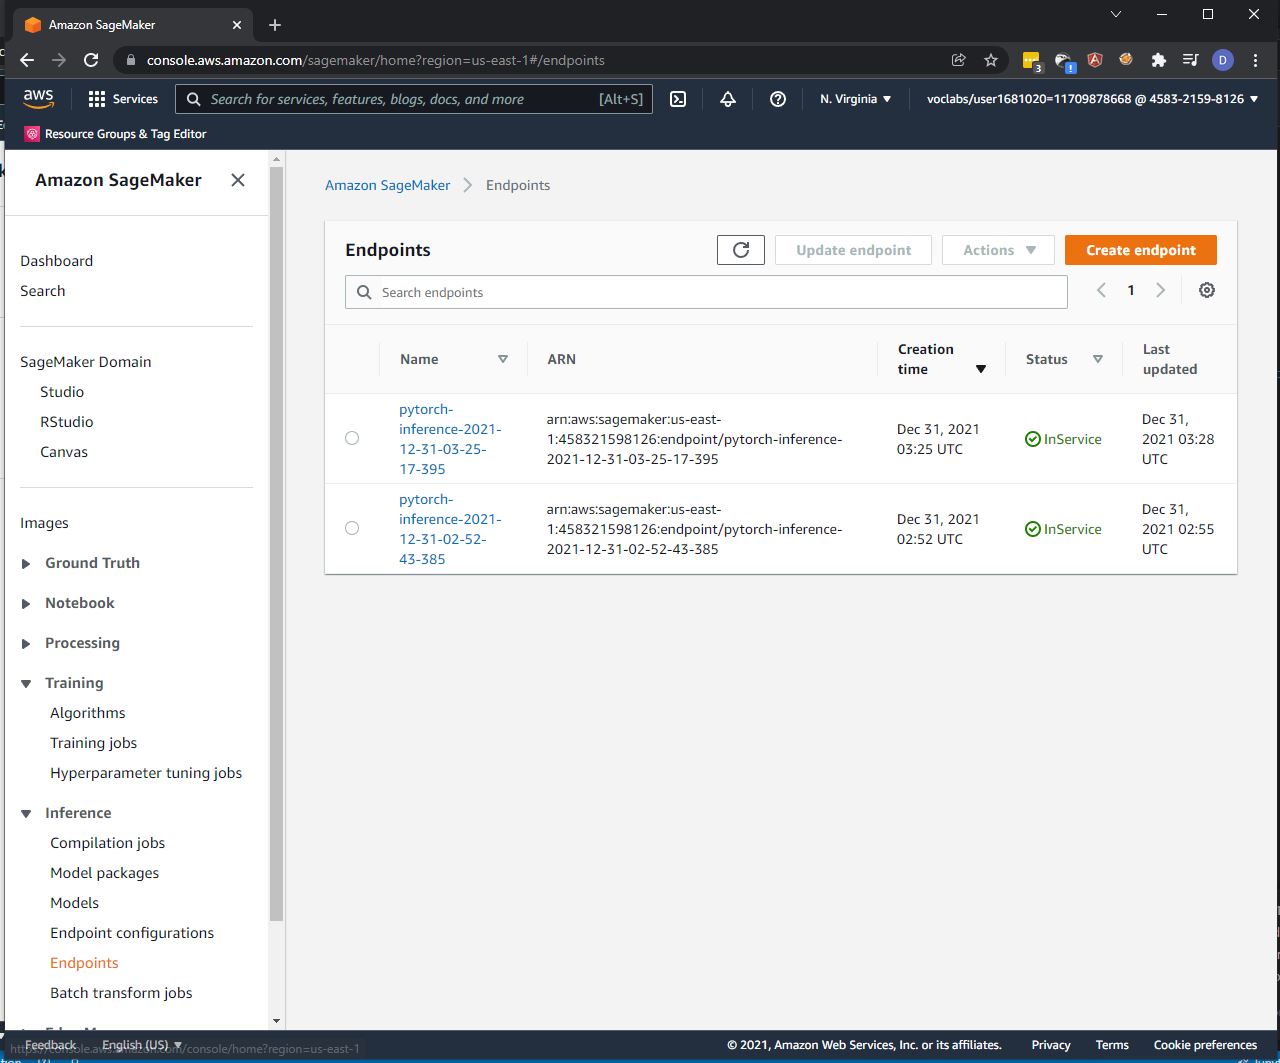 Amazon SageMaker
console.aws.amazon.com/sagemaker/home?region=us-east-1#/endpoints
3
!
D
aws
Services
Search for services, features, blogs, docs, and more
[Alt+S]
N. Virginia
voclabs/user1681020=11709878668 @ 4583-2159-8126
Resource Groups & Tag Editor
Amazon SageMaker
Dashboard
Search
SageMaker Domain
Studio
RStudio
Canvas
Images
Ground Truth
Notebook
Processing
Training
Algorithms
Training jobs
Hyperparameter tuning jobs
Inference
Compilation jobs
Model packages
Models
Endpoint configurations
Endpoints
Batch transform jobs
Amazon SageMaker
Endpoints
Endpoints
Update endpoint
Actions
Create endpoint
Search endpoints
1
Name
ARN
Creation
time
Status
Last
updated
pytorch-
inference-2021-
12-31-03-25-
17-395
arn:aws:sagemaker:us-east-
1:458321598126:endpoint/pytorch-inference-
2021-12-31-03-25-17-395
Dec 31, 2021
03:25 UTC
InService
Dec 31,
2021 03:28
UTC
pytorch-
inference-2021-
12-31-02-52-
43-385
arn:aws:sagemaker:us-east-
1:458321598126:endpoint/pytorch-inference-
2021-12-31-02-52-43-385
Dec 31, 2021
02:52 UTC
InService
Dec 31,
2021 02:55
UTC
Feedback
English (US)
https://console.aws.amazon.com/console/home?region=us-east-1
© 2021, Amazon Web Services, Inc. or its affiliates.
Privacy
Terms
Cookie preferences